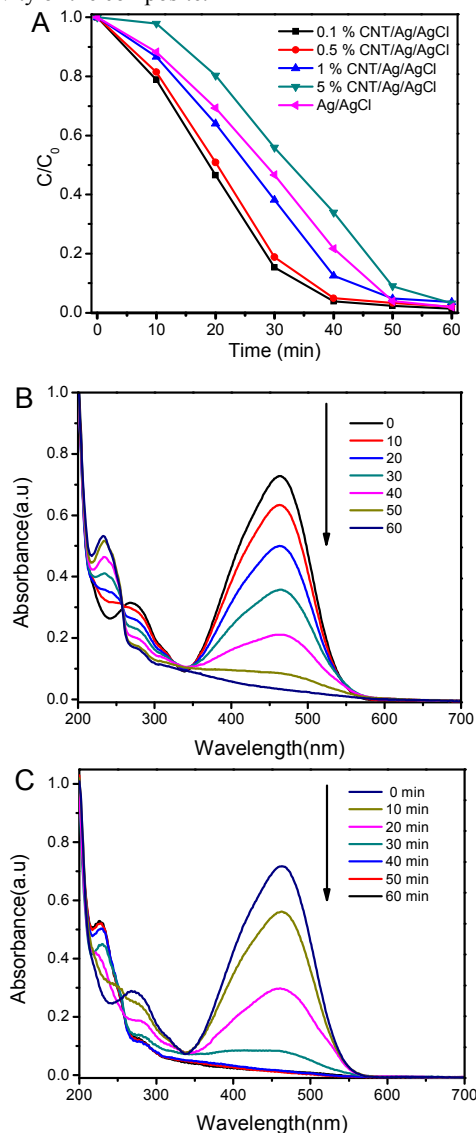 A
0.1 % CNT/Ag/AgCl
0.5 % CNT/Ag/AgCl
1 % CNT/Ag/AgCl
5 % CNT/Ag/AgCl
Ag/AgCl
C/C0
1.0
0.8
0.6
0.4
0.2
0.0
0 10 20 30 40 50 60
Time (min)
B
0
10
20
30
40
50
60
Absorbance(a.u)
1.0
0.8
0.6
0.4
0.2
0.0
200 300 400 500 600 700
Wavelength(nm)
C
0 min
10 min
20 min
30 min
40 min
50 min
60 min
Absorbance(a.u)
1.0
0.8
0.6
0.4
0.2
0.0
200 300 400 500 600 700
Wavelength(nm)